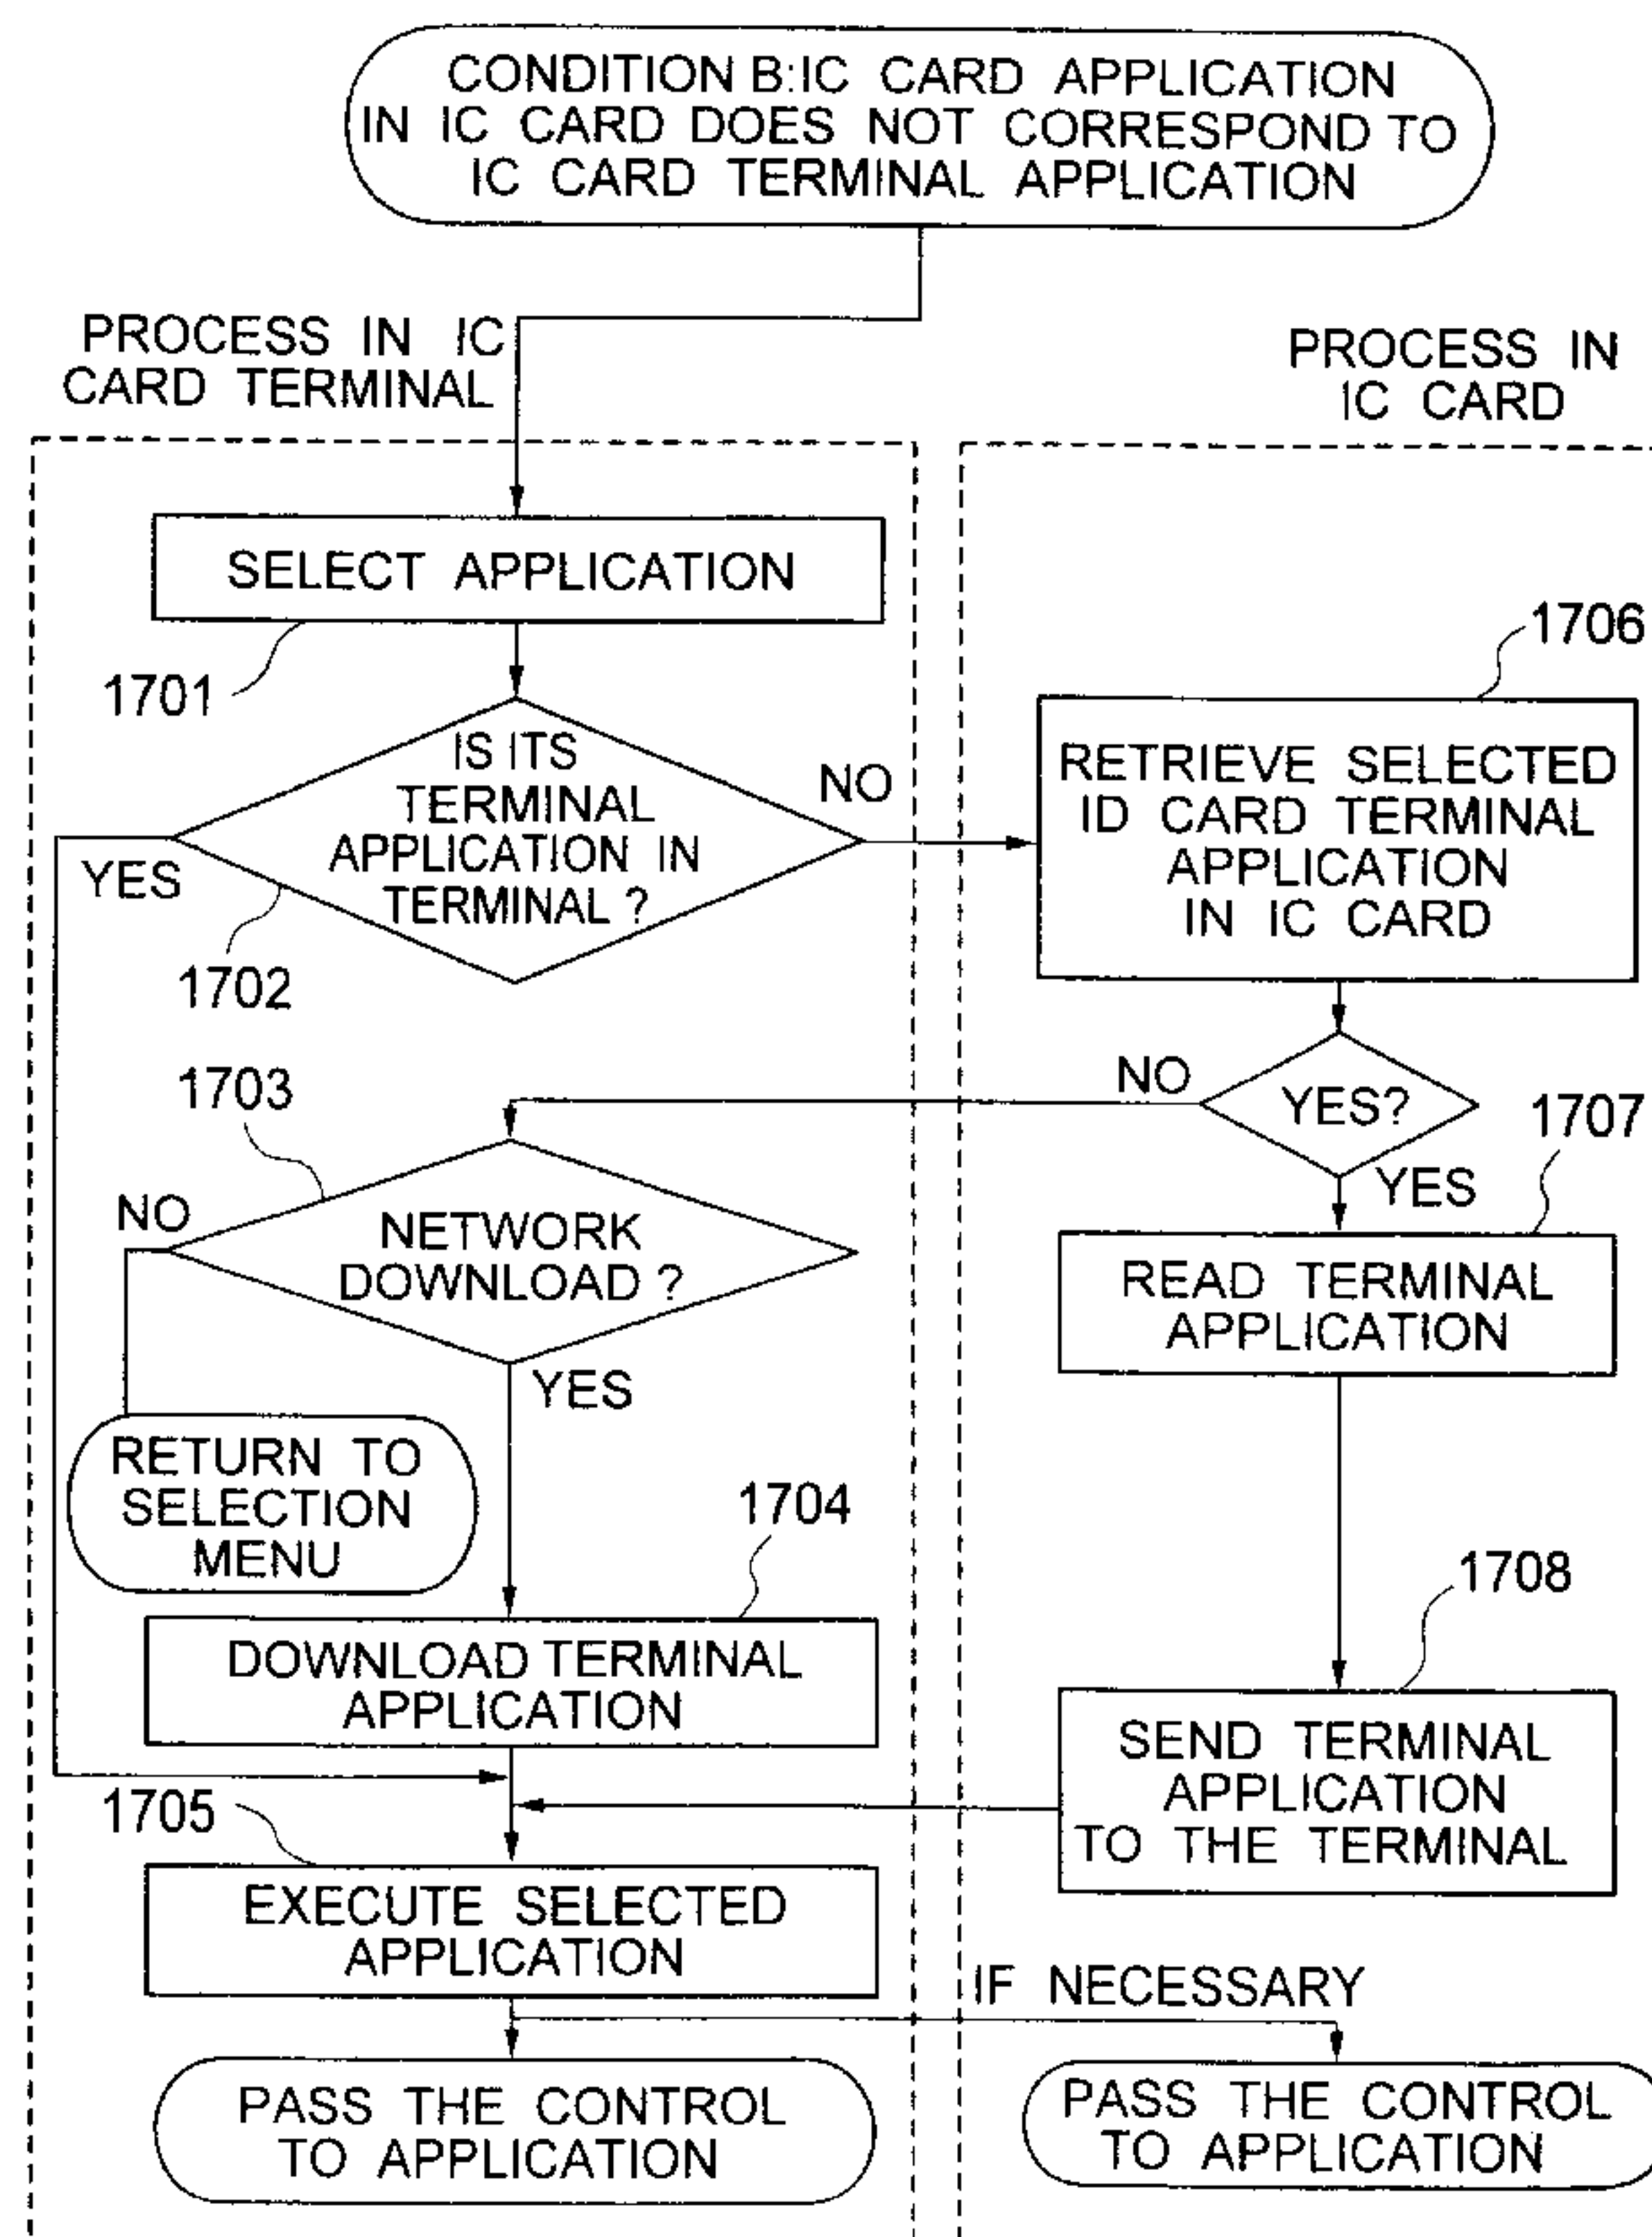 CONDITION B:IC CARD APPLICATION
IN IC CARD DOES NOT CORRESPOND TO
IC CARD TERMINAL APPLICATION
PROCESS IN IC
CARD TERMINAL
PROCESS IN
IC CARD
SELECT APPLICATION
1701
1706
IS ITS
TERMINAL
APPLICATION IN
TERMINAL ?
NO
YES
1702
RETRIEVE SELECTED
ID CARD TERMINAL
APPLICATION
IN IC CARD
1703
NO
YES?
YES
1707
NO
NETWORK
DOWNLOAD ?
YES
READ TERMINAL
APPLICATION
RETURN TO
SELECTION
MENU
1704
1708
DOWNLOAD TERMINAL
APPLICATION
SEND TERMINAL
APPLICATION
TO THE TERMINAL
1705
EXECUTE SELECTED
APPLICATION
IF NECESSARY
PASS THE CONTROL
TO APPLICATION
PASS THE CONTROL
TO APPLICATION